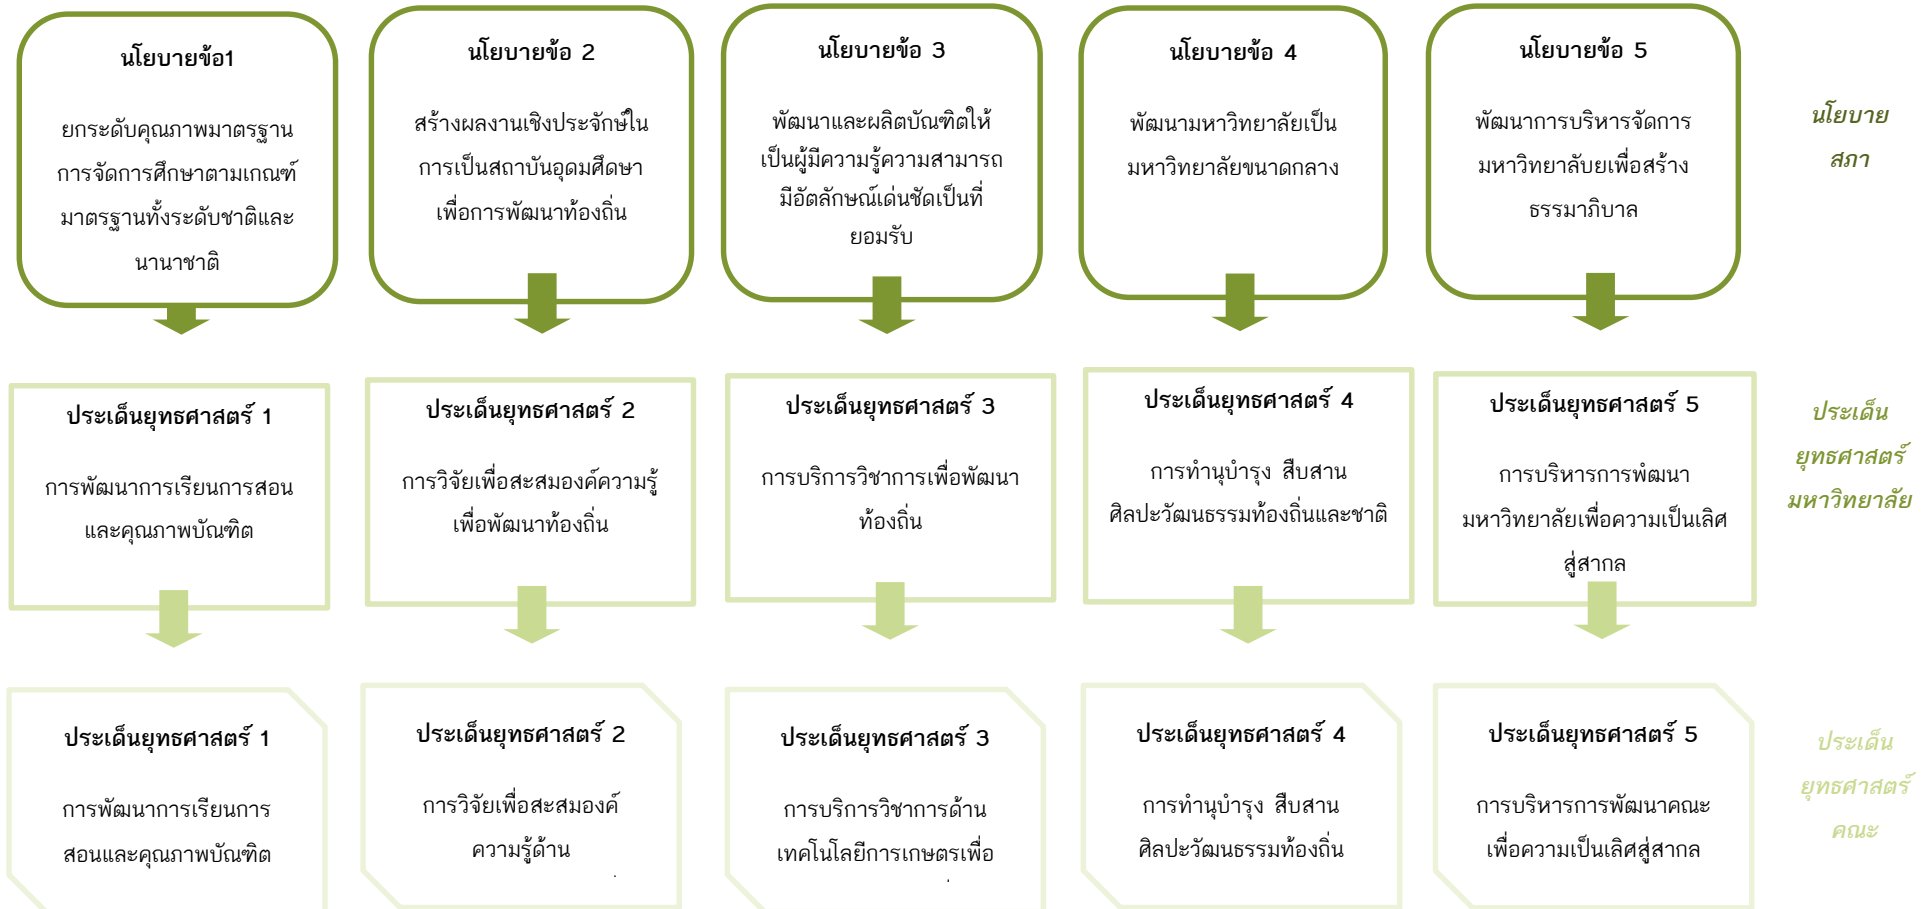 นโยบายข้อ1
ยกระดับคุณภาพมาตรฐาน
การจัดการศึกษาตามเกณฑ์
มาตรฐานทั้งระดับชาติและ
นานาชาติ
นโยบายข้อ 2
สร้างผลงานเชิงประจักษ์ใน
การเป็นสถาบันอุดมศึดษา
เพื่อการพัฒนาท้องถิ่น
นโยบายข้อ 3
พัฒนาและผลิตบัณฑิตให้
เป็นผู้มีความรู้ความสามารถ
มีอัตลักษณ์เด่นชัดเป็นที่
ยอมรับ
นโยบายข้อ 4
พัฒนามหาวิทยาลัยเป็น
มหาวิทยาลัยขนาดกลาง
นโยบายข้อ 5
พัฒนาการบริหารจัดการ
มหาวิทยาลับยเพื่อสร้าง
ธรรมาภิบาล
นโยบาย
สภา
ประเด็นยุทธศาสตร์ 1
การพัฒนาการเรียนการสอน
และคุณภาพบัณฑิต
ประเด็นยุทธศาสตร์ 2
การวิจัยเพื่อสะสมองค์ความรู้
เพื่อพัฒนาท้องถิ่น
ประเด็นยุทธศาสตร์ 3
การบริการวิชาการเพื่อพัฒนา
ท้องถิ่น
ประเด็นยุทธศาสตร์ 4
การทำนุบำรุง สืบสาน
ศิลปะวัฒนธรรมท้องถิ่นและชาติ
ประเด็นยุทธศาสตร์ 5
การบริหารการพํฒนา
มหาวิทยาลัยเพื่อความเป็นเลิศ
สู่สากล
ประเด็น
ยุทธศาสตร์
มหาวิทยาลัย
ประเด็นยุทธศาสตร์ 1
การพัฒนาการเรียนการ
สอนและคุณภาพบัณฑิต
ประเด็นยุทธศาสตร์ 2
การวิจัยเพื่อสะสมองค์
ความรู้ด้าน
ประเด็นยุทธศาสตร์ 3
การบริการวิชาการด้าน
เทคโนโลยีการเกษตรเพื่อ
ประเด็นยุทธศาสตร์ 4
การทำนุบำรุง สืบสาน
ศิลปะวัฒนธรรมท้องถิ่น
ประเด็นยุทธศาสตร์ 5
การบริหารการพัฒนาคณะ
เพื่อความเป็นเลิศสู่สากล
ประเด็น
ยุทธศาสตร์
คณะ